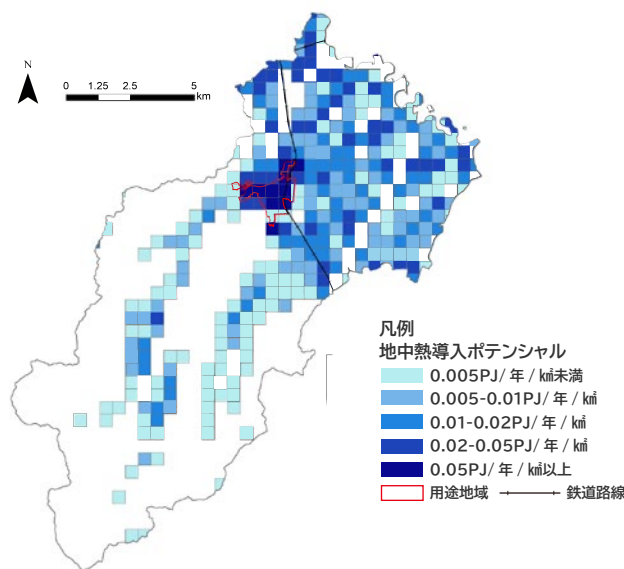 N
0 1.25 2.5 5
km
凡例
地中熱導入ポテンシャル
0.005PJ/年/㎢未満
0.005-0.01PJ/年/㎢
0.01-0.02PJ/年/㎢
0.02-0.05PJ/年/㎢
0.05PJ/年/㎢以上
用途地域 鉄道路線